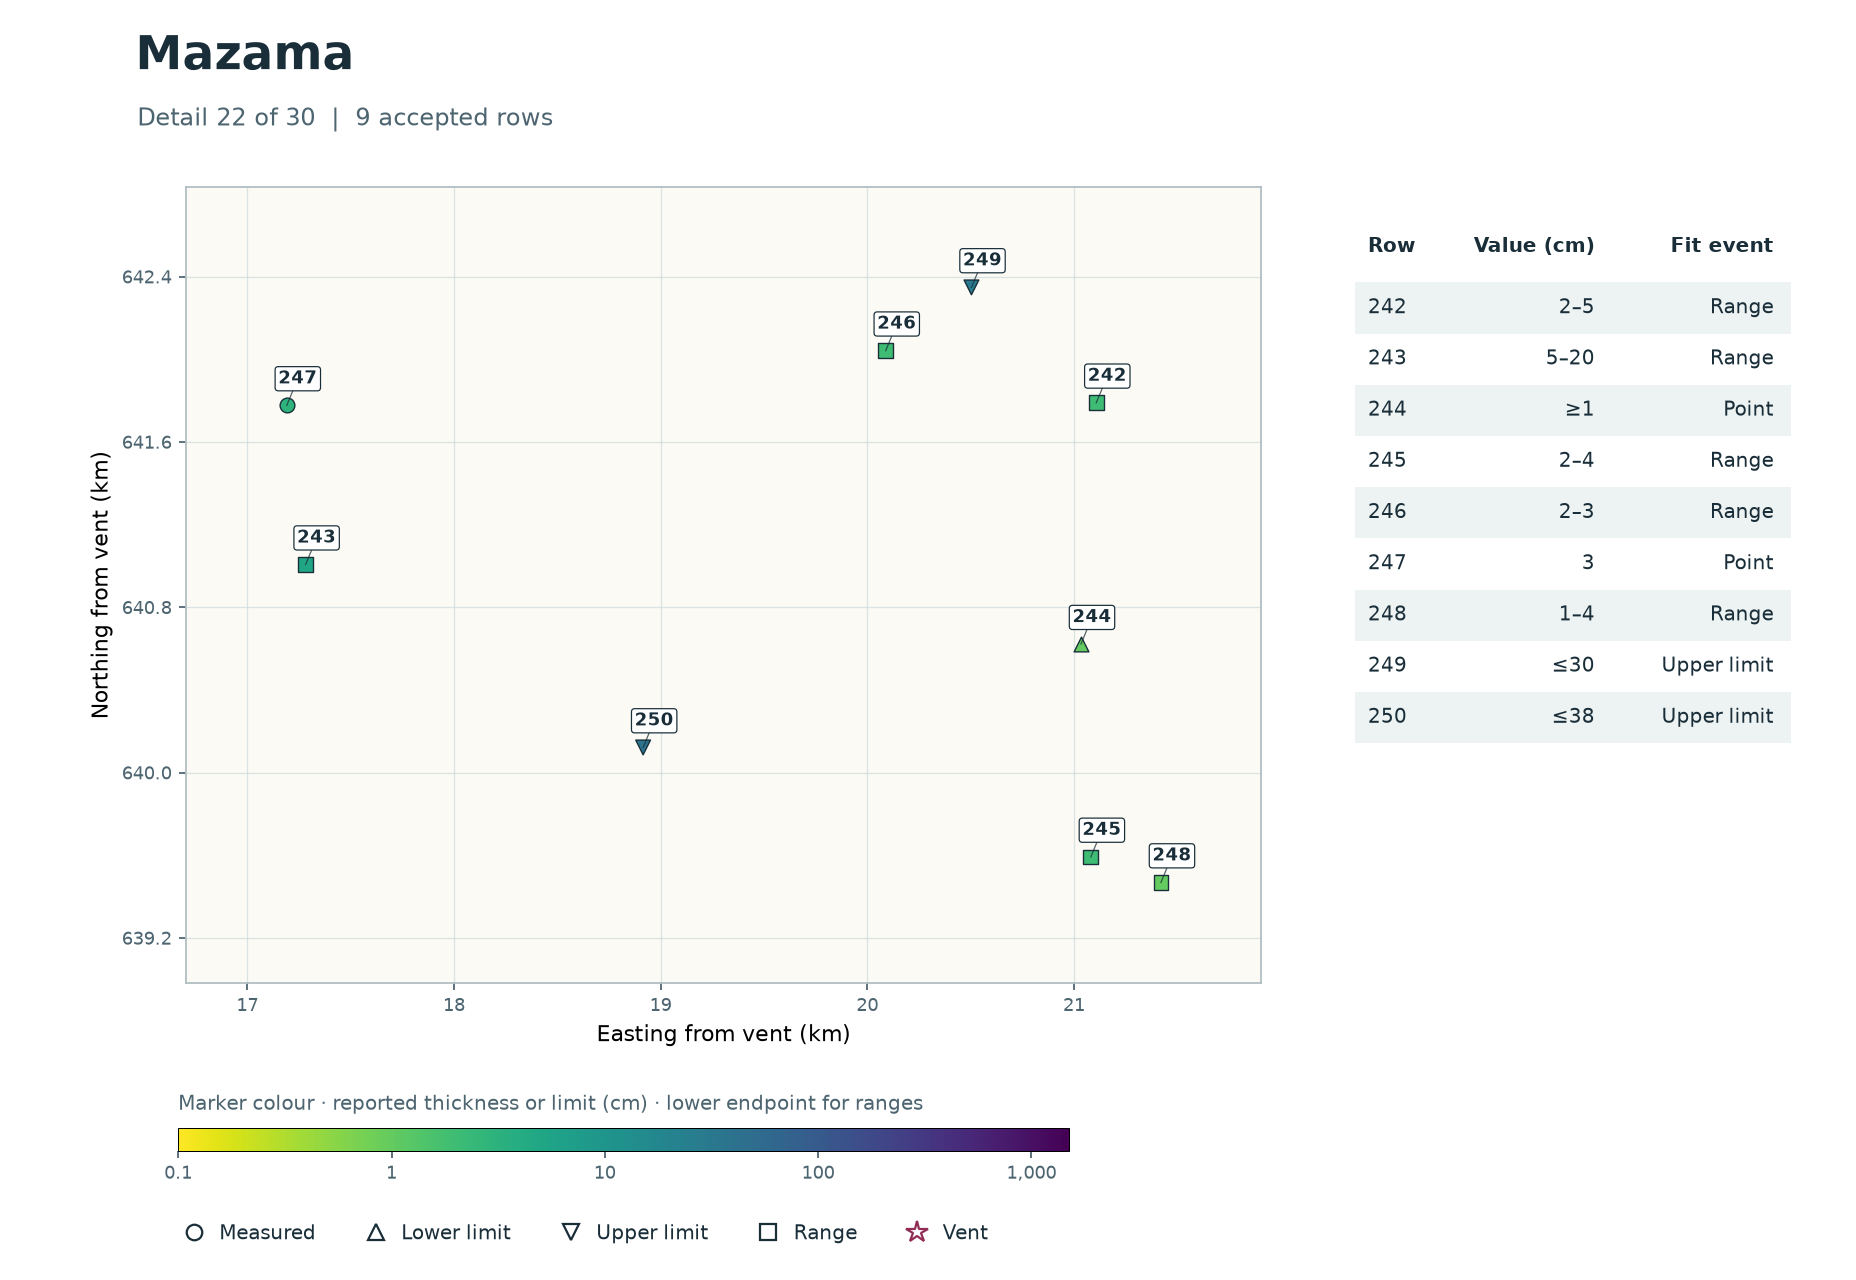 Mazama
Detail 22 of 30 | 9 accepted rows
Northing from vent (km)
642.4
641.6
640.8
640.0
639.2
249
246
242
247
243
244
250
245
248
17 18 19 20 21
Easting from vent (km)
Row Value (cm) Fit event
242 2–5 Range
243 5–20 Range
244 ≥1 Point
245 2–4 Range
246 2–3 Range
247 3 Point
248 1–4 Range
249 ≤30 Upper limit
250 ≤38 Upper limit
Marker colour · reported thickness or limit (cm) · lower endpoint for ranges
0.1 1 10 100 1,000
Measured Lower limit Upper limit Range Vent